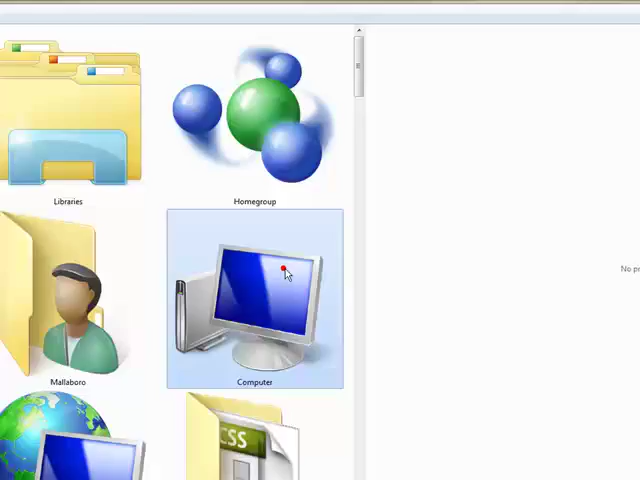 Libraries
Homegroup
No pr
Mallaboro
Computer
CSS